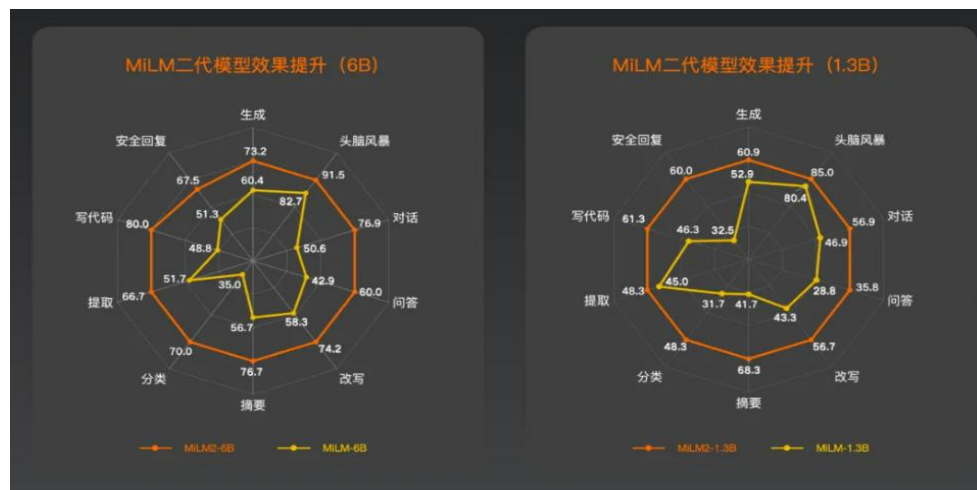 MiLM二代模型效果提升（6B）
生成
73.2
头脑风暴
91.5
安全回复
67.5
60.4
82.7
51.3
写代码
80.0
对话
76.9
48.8
50.6
51.7
42.9
提取
66.7
35.0
问答
60.0
56.7
58.3
70.0
74.2
分类
76.7
改写
摘要
MiLM2-6B
MiLM-6B
MiLM二代模型效果提升（1.3B）
生成
60.9
头脑风暴
85.0
安全回复
60.0
52.9
80.4
写代码
61.3
对话
56.9
46.3
32.5
46.9
提取
48.3
45.0
28.8
问答
35.8
31.7
41.7
43.3
48.3
56.7
分类
68.3
改写
摘要
MiLM2-1.3B
MiLM-1.3B